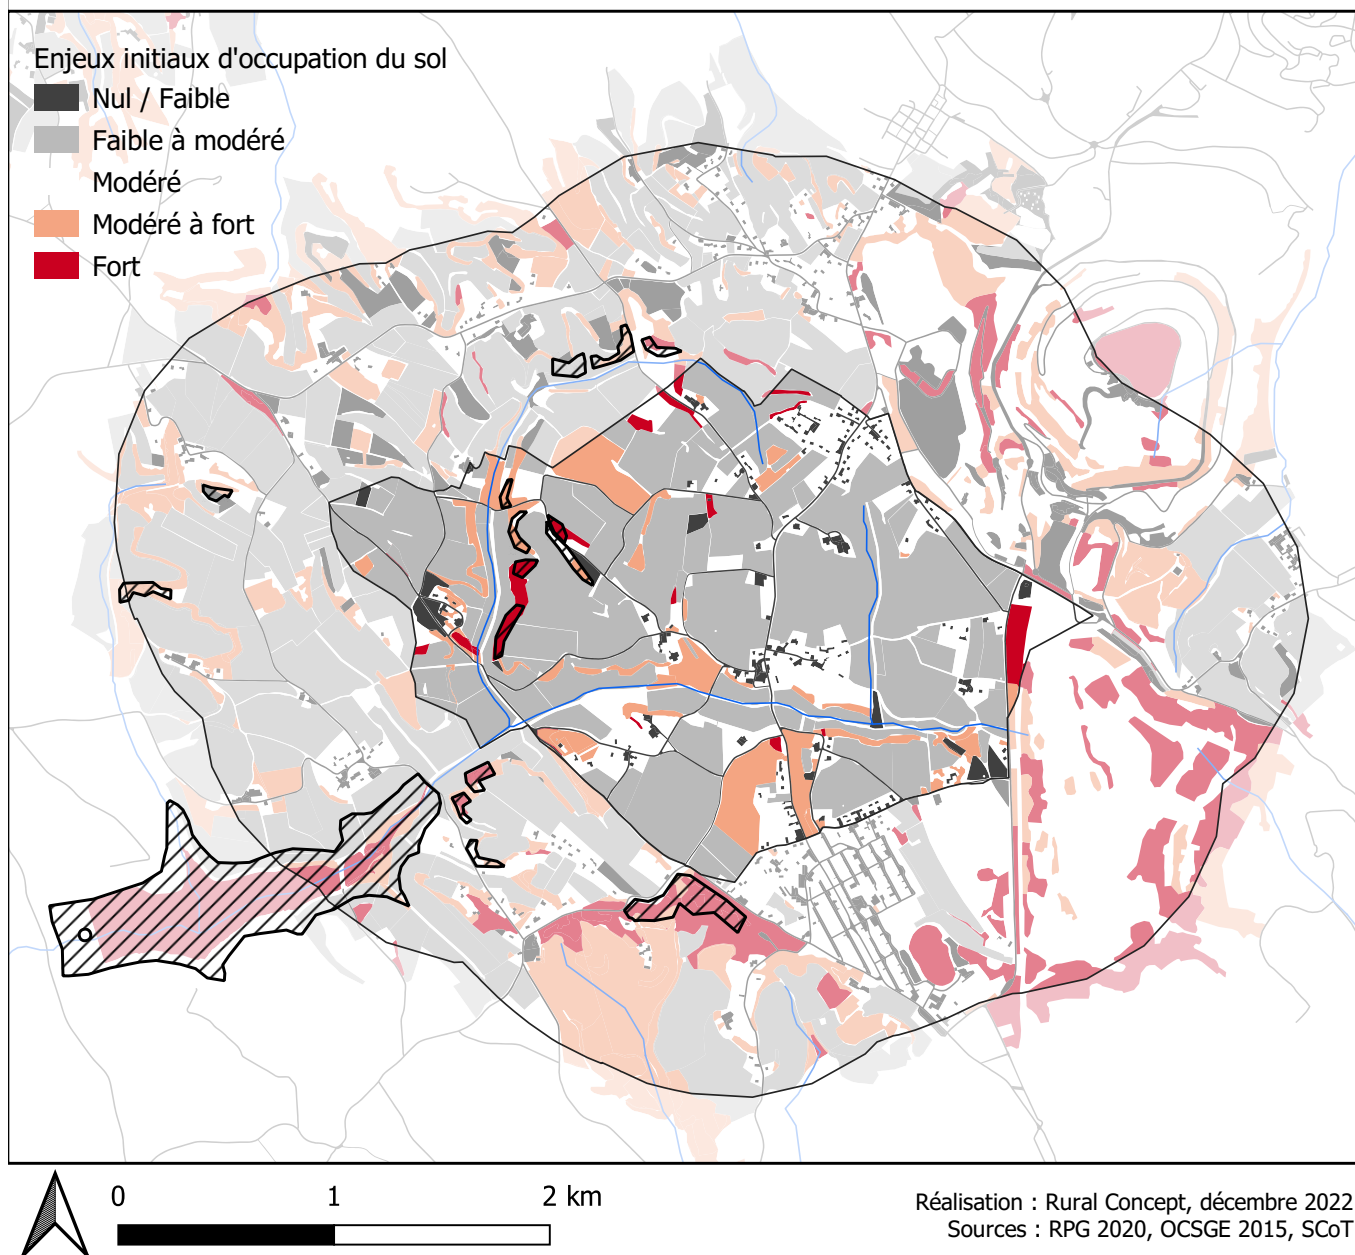 Enjeux initiaux d'occupation du sol
Nul / Faible
Faible à modéré
Modéré
Modéré à fort
Fort
0 1 2 km
Réalisation : Rural Concept, décembre 2022
Sources : RPG 2020, OCSGE 2015, SCoT